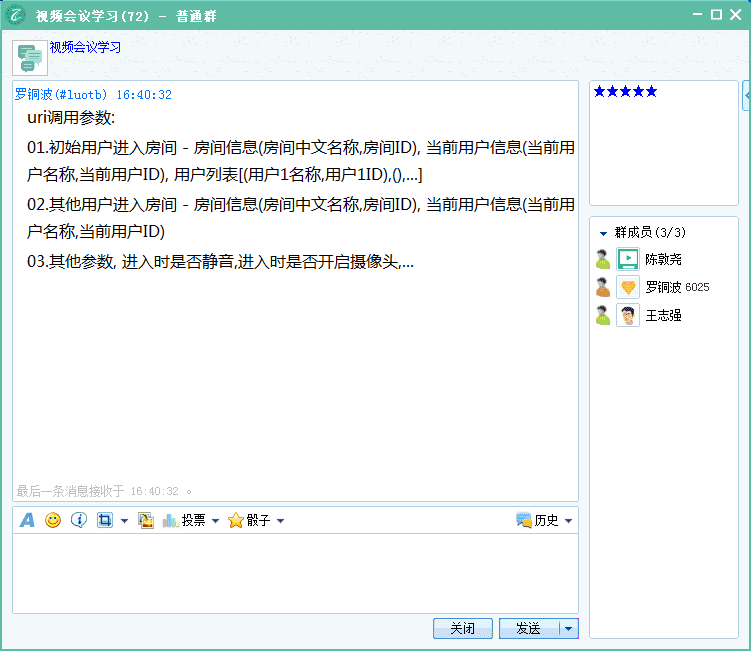 视频会议学习(72) - 普通群
视频会议学习
罗铜波(#luotb) 16:40:32
uri调用参数:
01.初始用户进入房间 - 房间信息(房间中文名称,房间ID), 当前用户信息(当前用
户名称,当前用户ID), 用户列表[(用户1名称,用户1ID),(),...]
02.其他用户进入房间 - 房间信息(房间中文名称,房间ID), 当前用户信息(当前用
户名称,当前用户ID)
03.其他参数, 进入时是否静音,进入时是否开启摄像头,...
最后一条消息接收于 16:40:32 。
投票 骰子 历史
关闭 发送
★★★★★
群成员(3/3)
陈敦尧
罗铜波 6025
王志强